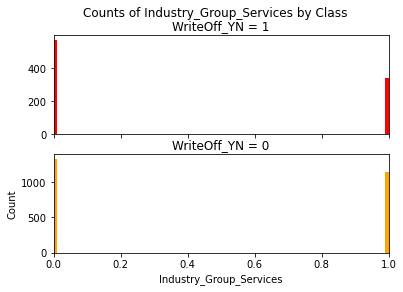 Counts of Industry_Group_Services by Class
WriteOff_YN = 1
400
200
0
WriteOff_YN = 0
1000
500
0
Count
0.0 0.2 0.4 0.6 0.8 1.0
Industry_Group_Services